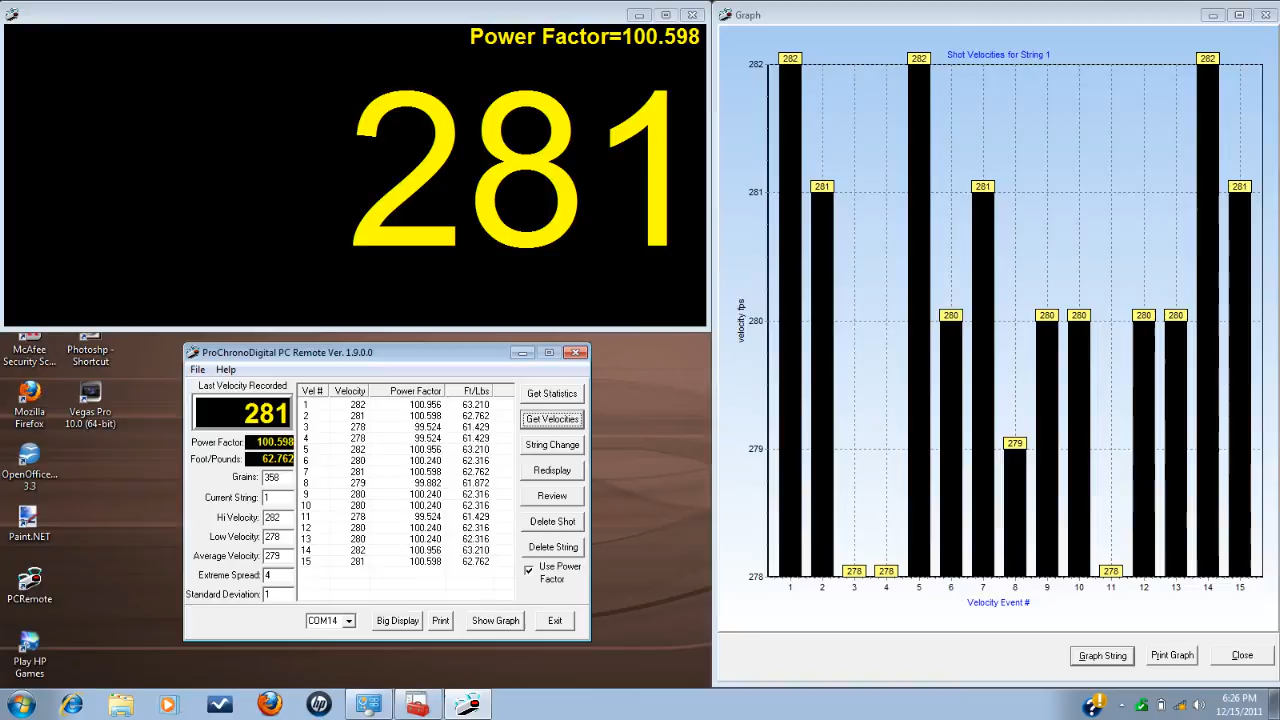 Power Factor=100.598
281
McAfee
Security Sc...
Photoshp -
Shortcut
Mozilla
Firefox
Vegas Pro
10.0 (64-bit)
OpenOffice...
3.3
Paint.NET
PCRemote
Play HP
Games
ProChronoDigital PC Remote Ver. 1.9.0.0
File Help
Last Velocity Recorded
281
Power Factor: 100.598
Foot/Pounds: 62.762
Grains: 358
Current String: 1
Hi Velocity: 282
Low Velocity: 278
Average Velocity: 279
Extreme Spread: 4
Standard Deviation: 1
Vel # Velocity Power Factor Ft/Lbs
1 282 100.956 63.210
2 281 100.598 62.762
3 278 99.524 61.429
4 278 99.524 61.429
5 282 100.956 63.210
6 280 100.240 62.316
7 281 100.598 62.762
8 279 99.882 61.872
9 280 100.240 62.316
10 280 100.240 62.316
11 278 99.524 61.429
12 280 100.240 62.316
13 280 100.240 62.316
14 282 100.956 63.210
15 281 100.598 62.762
Get Statistics
Get Velocities
String Change
Redisplay
Review
Delete Shot
Delete String
Use Power
Factor
COM14 Big Display Print Show Graph Exit
Graph
Shot Velocities for String 1
282 281 278 278 282 280 281 279 280 280 278 280 280 282 281
velocity fps
282
281
280
279
278
1 2 3 4 5 6 7 8 9 10 11 12 13 14 15
Velocity Event #
Graph String Print Graph Close
hp
6:26 PM
12/15/2011